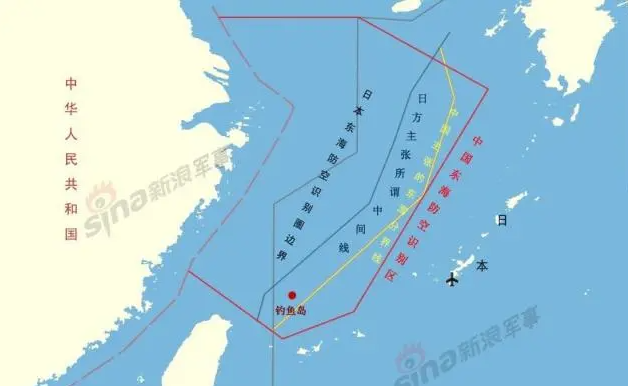 中华人民共和国
日本东海防空识别圈边界
日方主张所谓中间线
中国主张的东海分界线
中国东海防空识别区
日本
钓鱼岛
sina新浪军事
sina新浪军事